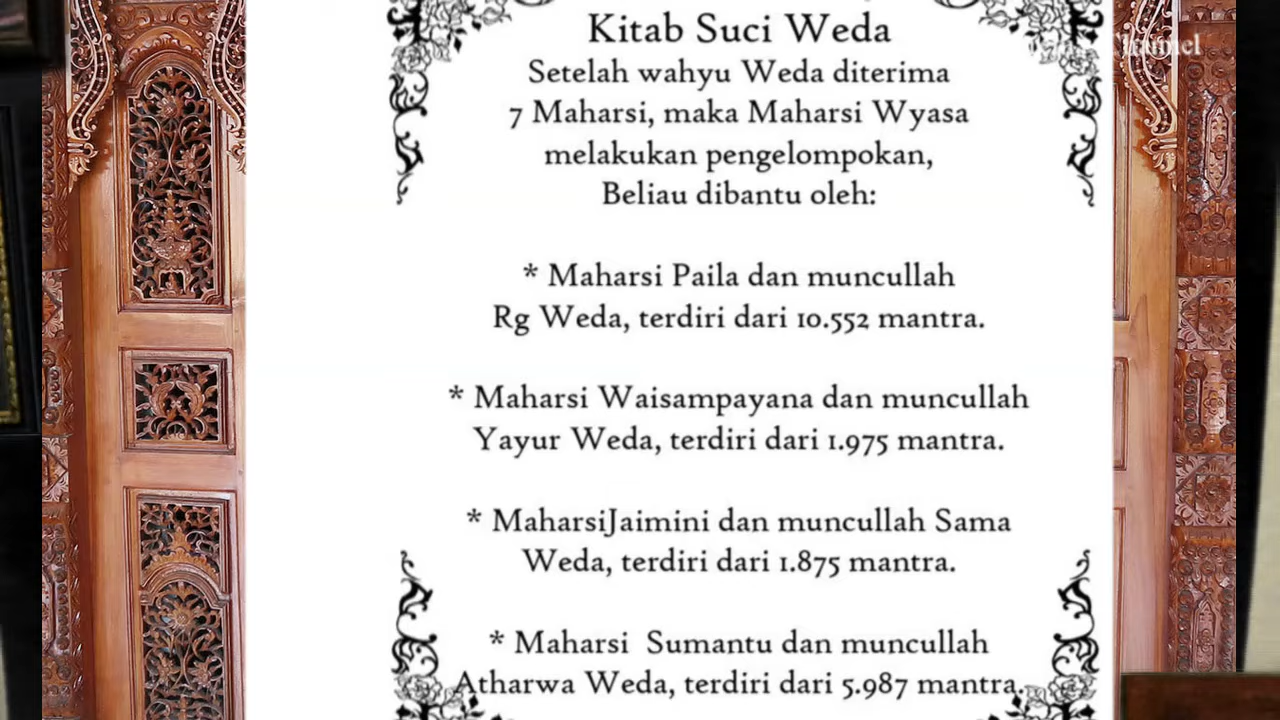 Kitab Suci Weda
Setelah wahyu Weda diterima
7 Maharsi, maka Maharsi Wyasa
melakukan pengelompokan,
Beliau dibantu oleh:
* Maharsi Paila dan muncullah
Rg Weda, terdiri dari 10.552 mantra.
* Maharsi Waisampayana dan muncullah
Yayur Weda, terdiri dari 1.975 mantra.
* MaharsiJaimini dan muncullah Sama
Weda, terdiri dari 1.875 mantra.
* Maharsi Sumantu dan muncullah
Atharwa Weda, terdiri dari 5.987 mantra.